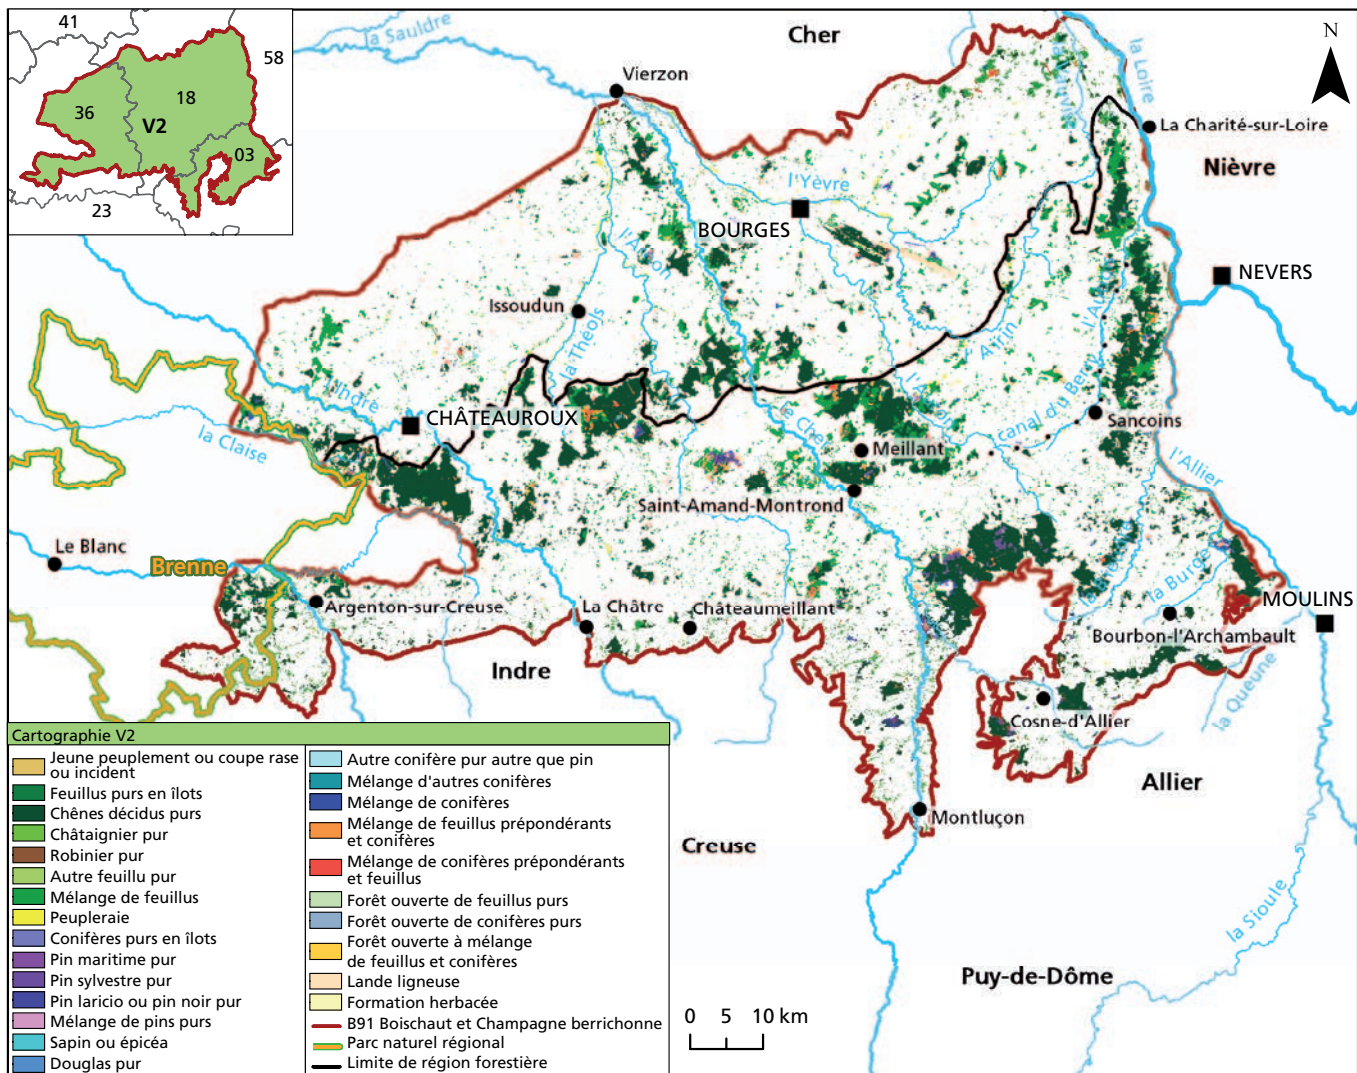 41
58
18
36
V2
03
23
Cher
N
la Sauldre
Vierzon
la Loire
La Charité-sur-Loire
Nièvre
l'Yèvre
BOURGES
l'Arnon
NEVERS
Issoudun
la Théols
l'Airin
l'Aubois
l'Indre
CHÂTEAUROUX
la Claise
l'Auron
canal du Berry
Sancoins
le Cher
Meillant
l'Allier
Saint-Amand-Montrond
Le Blanc
Brenne
Argenton-sur-Creuse
La Châtre
Châteaumeillant
la Burge
MOULINS
Bourbon-l'Archambault
Indre
la Queune
Cosne-d'Allier
Allier
Montluçon
Creuse
la Sioule
Puy-de-Dôme
0 5 10 km
Cartographie V2
Jeune peuplement ou coupe rase
ou incident
Feuillus purs en îlots
Chênes décidus purs
Châtaignier pur
Robinier pur
Autre feuillu pur
Mélange de feuillus
Peupleraie
Conifères purs en îlots
Pin maritime pur
Pin sylvestre pur
Pin laricio ou pin noir pur
Mélange de pins purs
Sapin ou épicéa
Douglas pur
Autre conifère pur autre que pin
Mélange d'autres conifères
Mélange de conifères
Mélange de feuillus prépondérants
et conifères
Mélange de conifères prépondérants
et feuillus
Forêt ouverte de feuillus purs
Forêt ouverte de conifères purs
Forêt ouverte à mélange
de feuillus et conifères
Lande ligneuse
Formation herbacée
B91 Boischaut et Champagne berrichonne
Parc naturel régional
Limite de région forestière